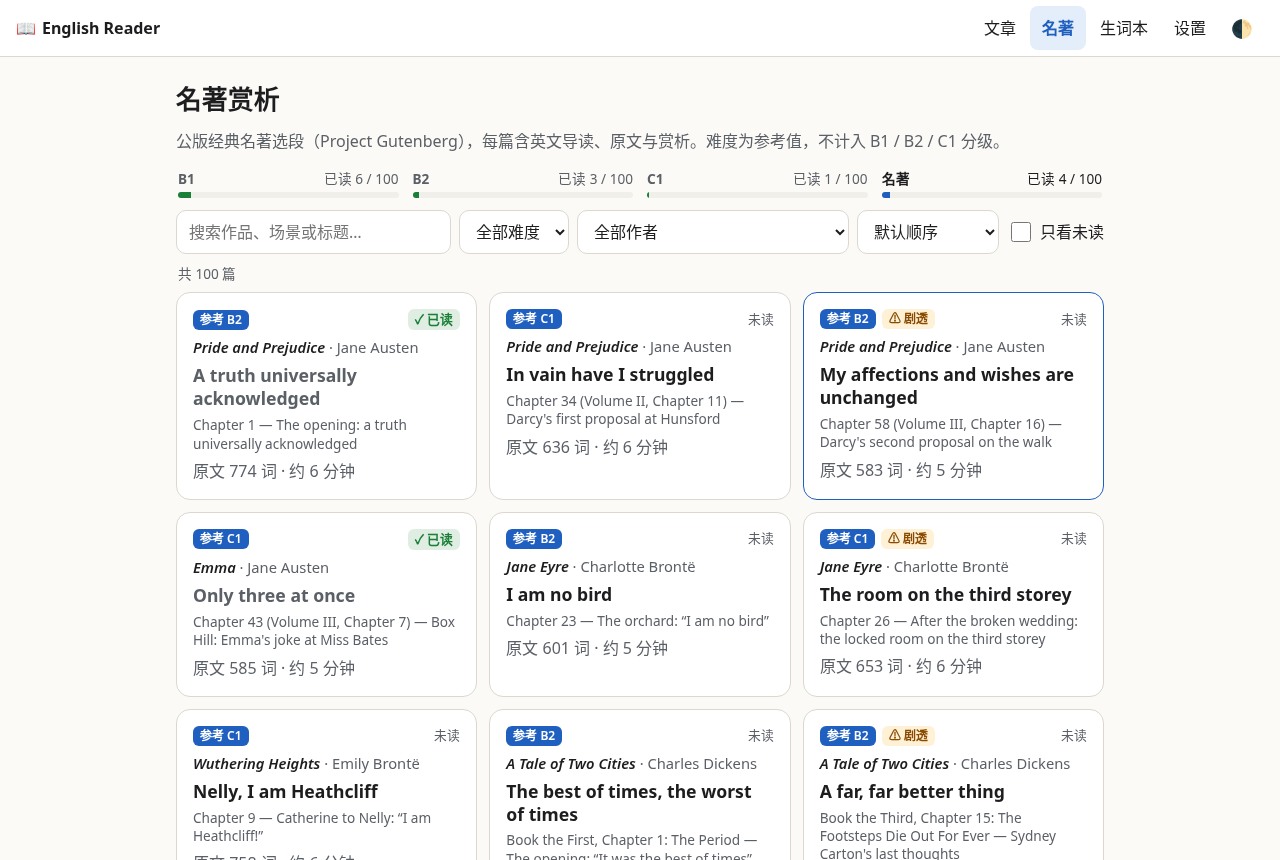 📖 English Reader
文章
名著
生词本
设置
名著赏析
公版经典名著选段（Project Gutenberg），每篇含英文导读、原文与赏析。难度为参考值，不计入 B1 / B2 / C1 分级。
B1 已读 6 / 100
B2 已读 3 / 100
C1 已读 1 / 100
名著 已读 4 / 100
搜索作品、场景或标题…
全部难度
全部作者
默认顺序
只看未读
共 100 篇
参考 B2 ✓ 已读
Pride and Prejudice · Jane Austen
A truth universally
acknowledged
Chapter 1 — The opening: a truth
universally acknowledged
原文 774 词 · 约 6 分钟
参考 C1 未读
Pride and Prejudice · Jane Austen
In vain have I struggled
Chapter 34 (Volume II, Chapter 11) —
Darcy's first proposal at Hunsford
原文 636 词 · 约 6 分钟
参考 B2 ⚠ 剧透 未读
Pride and Prejudice · Jane Austen
My affections and wishes are
unchanged
Chapter 58 (Volume III, Chapter 16) —
Darcy's second proposal on the walk
原文 583 词 · 约 5 分钟
参考 C1 ✓ 已读
Emma · Jane Austen
Only three at once
Chapter 43 (Volume III, Chapter 7) — Box
Hill: Emma's joke at Miss Bates
原文 585 词 · 约 5 分钟
参考 B2 未读
Jane Eyre · Charlotte Brontë
I am no bird
Chapter 23 — The orchard: “I am no bird”
原文 601 词 · 约 5 分钟
参考 C1 ⚠ 剧透 未读
Jane Eyre · Charlotte Brontë
The room on the third storey
Chapter 26 — After the broken wedding:
the locked room on the third storey
原文 653 词 · 约 6 分钟
参考 C1 未读
Wuthering Heights · Emily Brontë
Nelly, I am Heathcliff
Chapter 9 — Catherine to Nelly: “I am
Heathcliff!”
原文 758 词 · 约 6 分钟
参考 B2 未读
A Tale of Two Cities · Charles Dickens
The best of times, the worst
of times
Book the First, Chapter 1: The Period —
The opening: “It was the best of times”
参考 B2 ⚠ 剧透 未读
A Tale of Two Cities · Charles Dickens
A far, far better thing
Book the Third, Chapter 15: The
Footsteps Die Out For Ever — Sydney
Carton's last thoughts